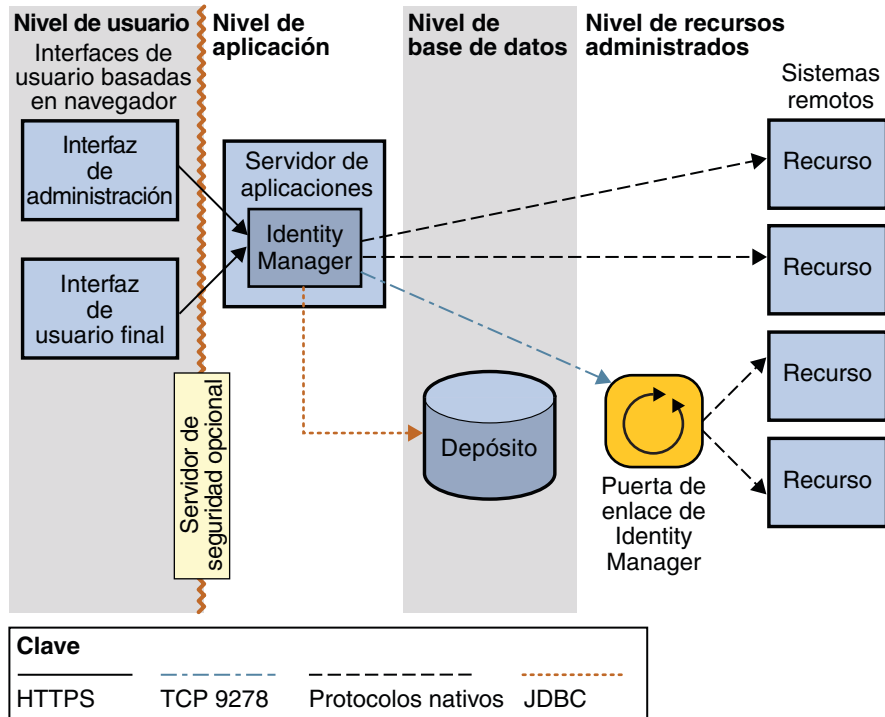 Nivel de usuario
Interfaces de
usuario basadas
en navegador
Interfaz
de
administración
Interfaz
de
usuario final
Servidor de
seguridad opcional
Nivel de
aplicación
Servidor de
aplicaciones
Identity
Manager
Nivel de
base de datos
Depósito
Nivel de recursos
administrados
Sistemas
remotos
Recurso
Recurso
Recurso
Recurso
Puerta de
enlace de
Identity
Manager
Clave
HTTPS
TCP 9278
Protocolos nativos
JDBC